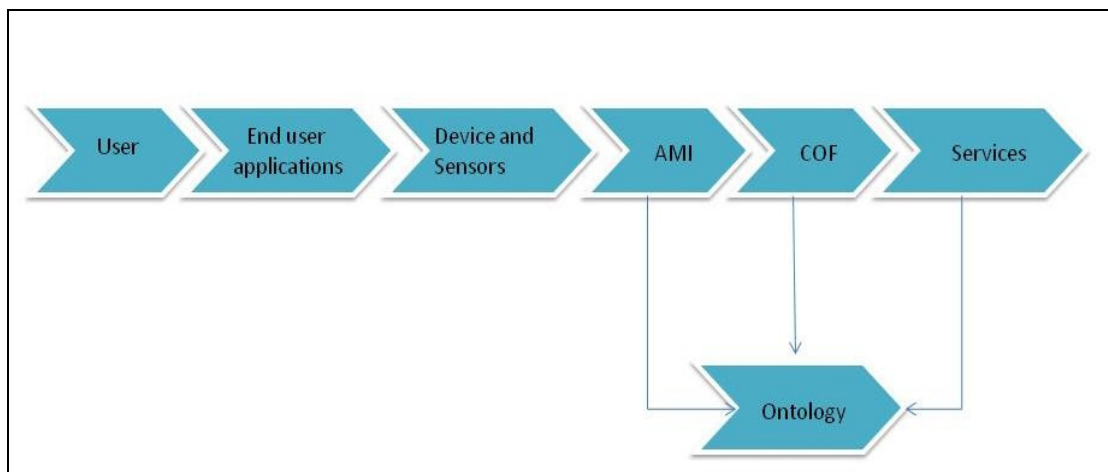 User
End user
applications
Device and
Sensors
AMI
COF
Services
Ontology